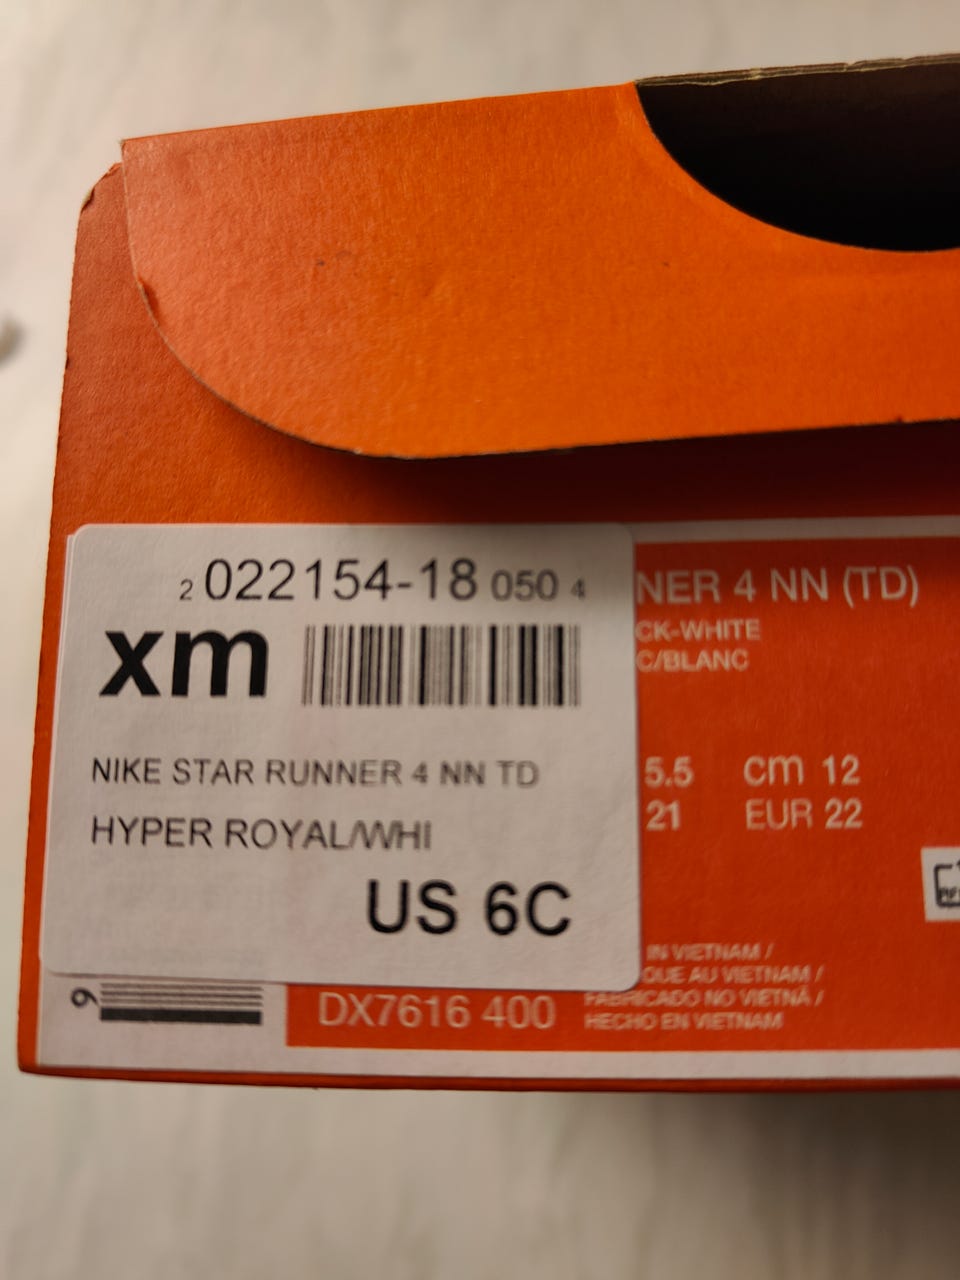 2 022154-18 050 4
xm
NIKE STAR RUNNER 4 NN TD
HYPER ROYAL/WHI
US 6C
NER 4 NN (TD)
CK-WHITE
C/BLANC
5.5 cm 12
21 EUR 22
IN VIETNAM /
QUE AU VIETNAM /
FABRICADO NO VIETNÃ /
HECHO EN VIETNAM
9
DX7616 400